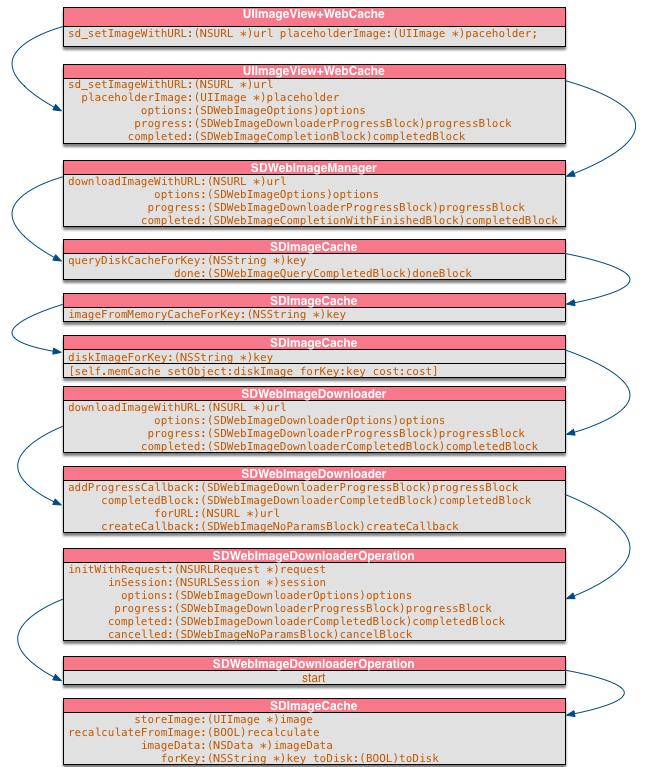 UIImageView+WebCache
sd_setImageWithURL:(NSURL *)url placeholderImage:(UIImage *)paceholder;
UIImageView+WebCache
sd_setImageWithURL:(NSURL *)url
placeholderImage:(UIImage *)placeholder
options:(SDWebImageOptions)options
progress:(SDWebImageDownloaderProgressBlock)progressBlock
completed:(SDWebImageCompletionBlock)completedBlock
SDWebImageManager
downloadImageWithURL:(NSURL *)url
options:(SDWebImageOptions)options
progress:(SDWebImageDownloaderProgressBlock)progressBlock
completed:(SDWebImageCompletionWithFinishedBlock)completedBlock
SDImageCache
queryDiskCacheForKey:(NSString *)key
done:(SDWebImageQueryCompletedBlock)doneBlock
SDImageCache
imageFromMemoryCacheForKey:(NSString *)key
SDImageCache
diskImageForKey:(NSString *)key
[self.memCache setObject:diskImage forKey:key cost:cost]
SDWebImageDownloader
downloadImageWithURL:(NSURL *)url
options:(SDWebImageDownloaderOptions)options
progress:(SDWebImageDownloaderProgressBlock)progressBlock
completed:(SDWebImageDownloaderCompletedBlock)completedBlock
SDWebImageDownloader
addProgressCallback:(SDWebImageDownloaderProgressBlock)progressBlock
completedBlock:(SDWebImageDownloaderCompletedBlock)completedBlock
forURL:(NSURL *)url
createCallback:(SDWebImageNoParamsBlock)createCallback
SDWebImageDownloaderOperation
initWithRequest:(NSURLRequest *)request
inSession:(NSURLSession *)session
options:(SDWebImageDownloaderOptions)options
progress:(SDWebImageDownloaderProgressBlock)progressBlock
completed:(SDWebImageDownloaderCompletedBlock)completedBlock
cancelled:(SDWebImageNoParamsBlock)cancelBlock
SDWebImageDownloaderOperation
start
SDImageCache
storeImage:(UIImage *)image
recalculateFromImage:(BOOL)recalculate
imageData:(NSData *)imageData
forKey:(NSString *)key toDisk:(BOOL)toDisk